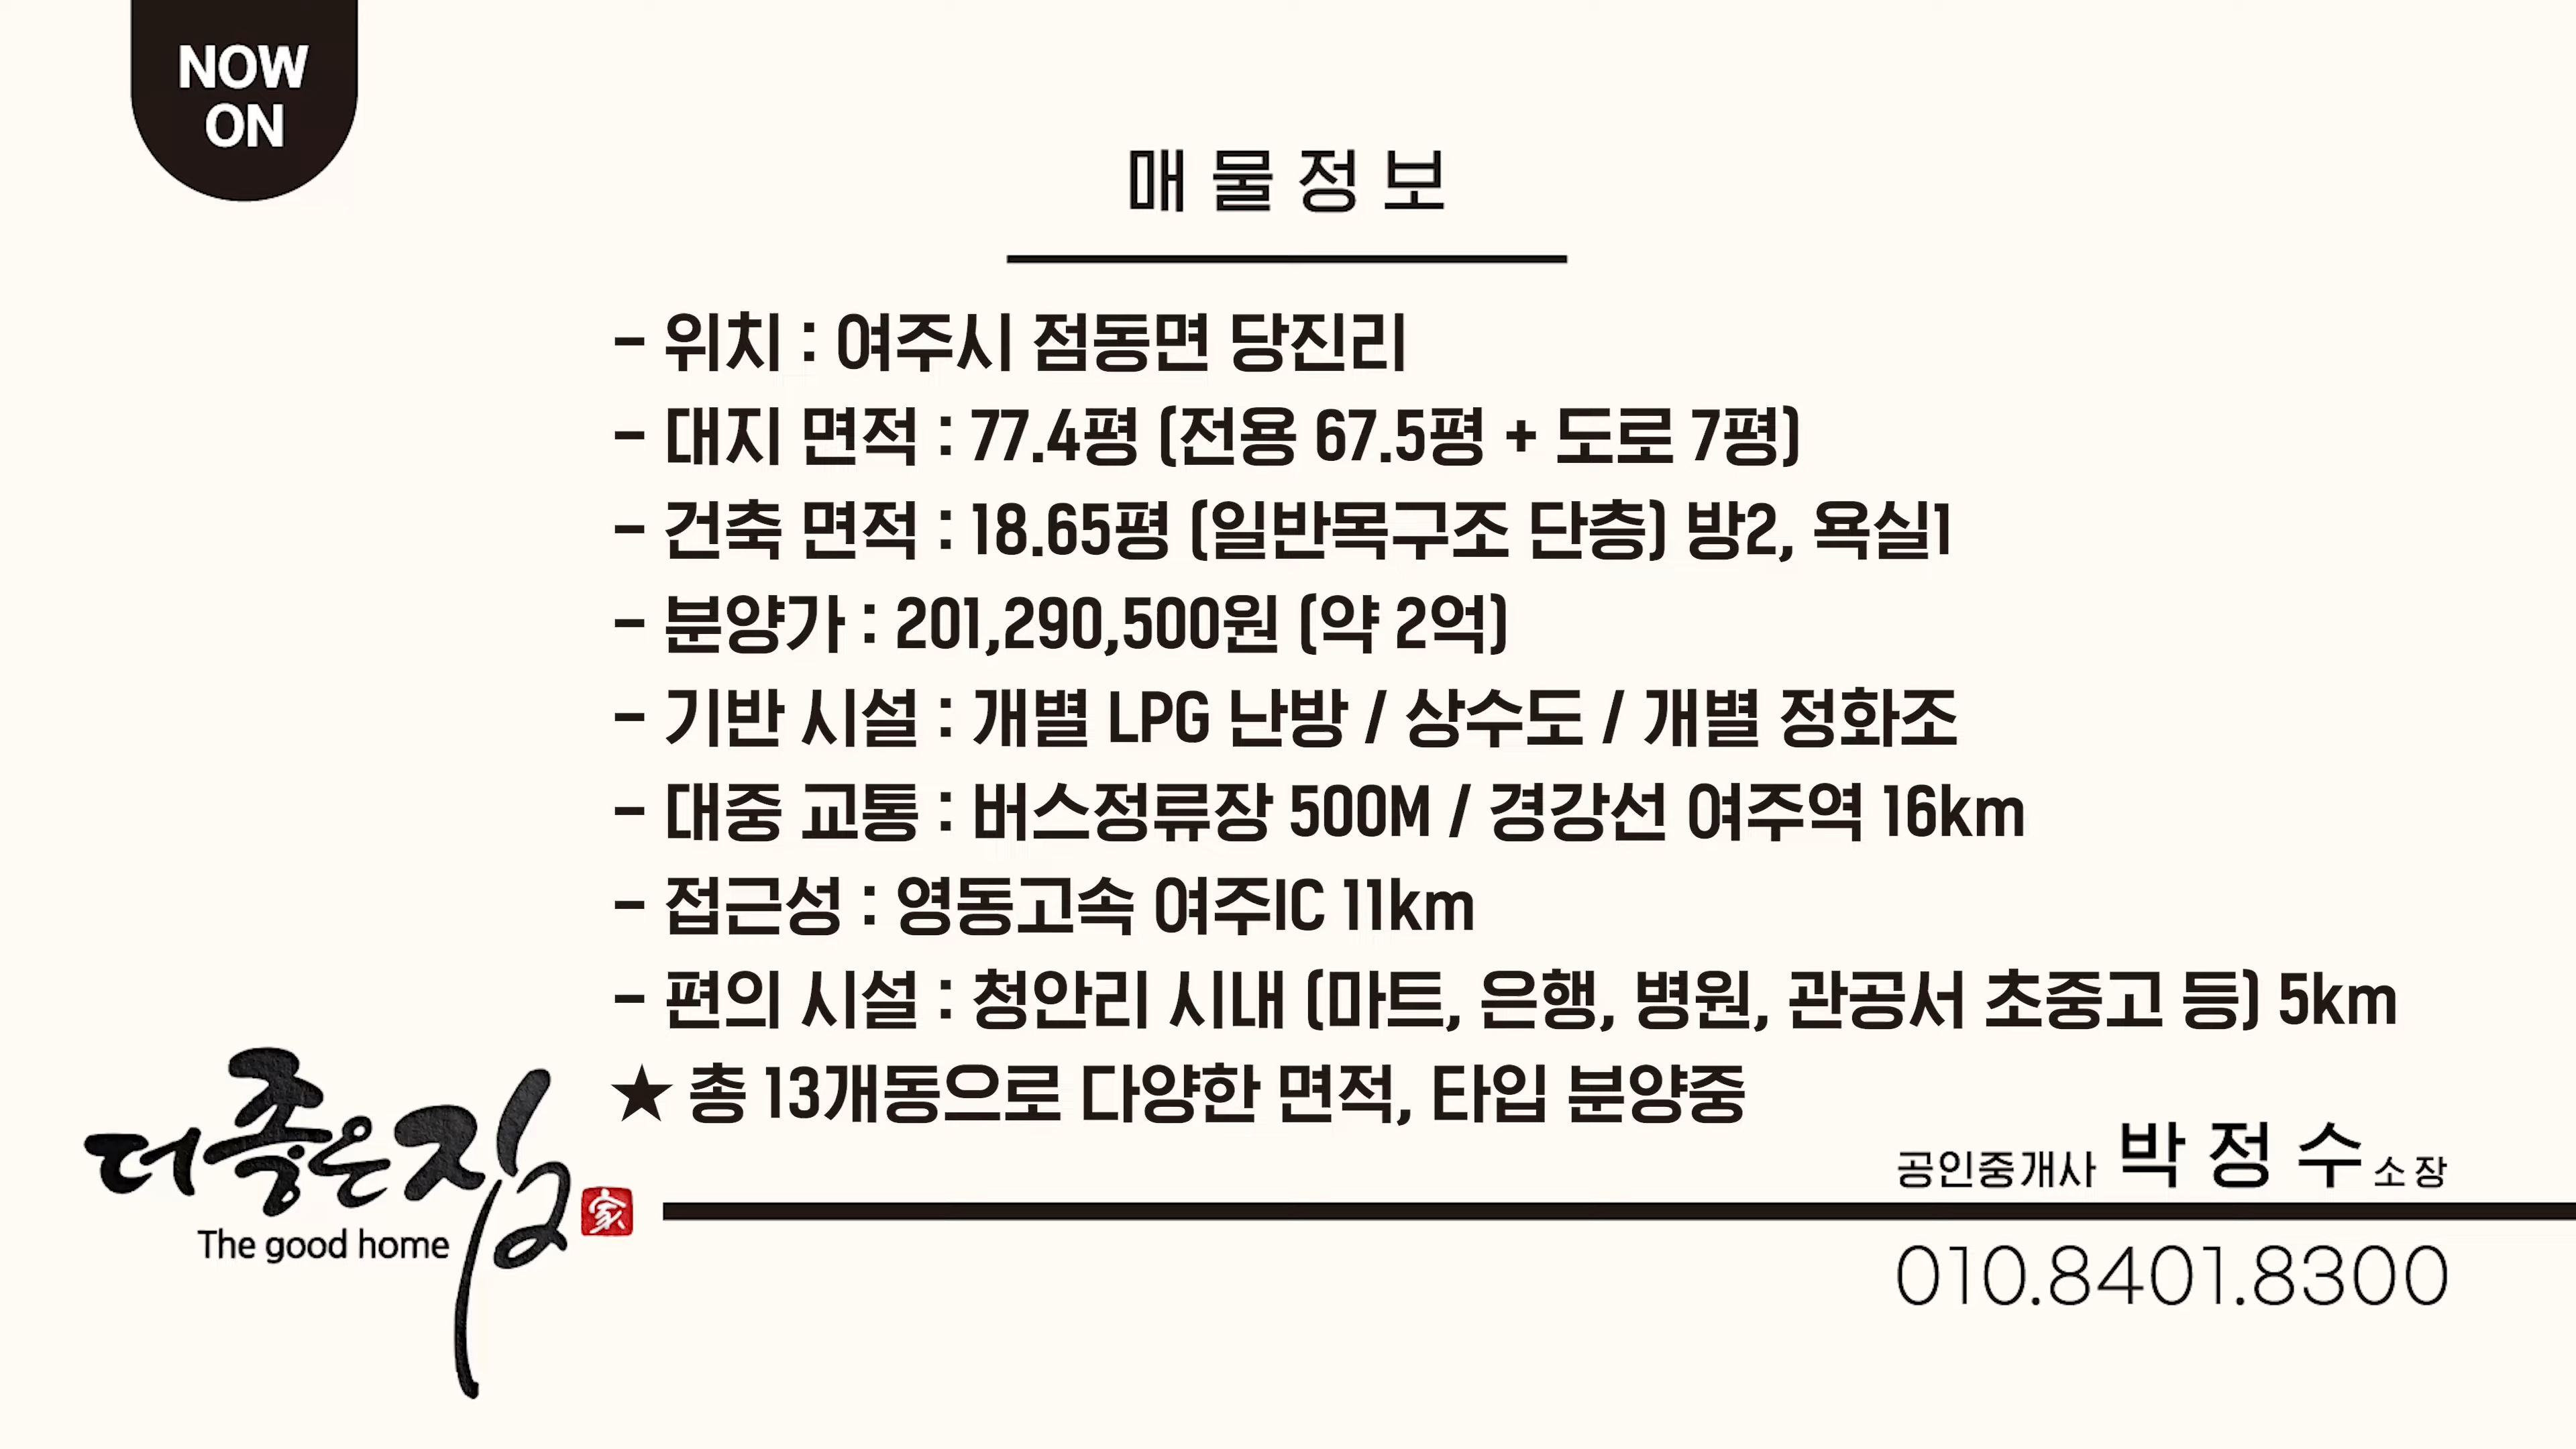 NOW
ON
매물정보
- 위치 : 여주시 점동면 당진리
- 대지 면적 : 77.4평 (전용 67.5평 + 도로 7평)
- 건축 면적 : 18.65평 (일반목구조 단층) 방2, 욕실1
- 분양가 : 201,290,500원 (약 2억)
- 기반 시설 : 개별 LPG 난방 / 상수도 / 개별 정화조
- 대중 교통 : 버스정류장 500M / 경강선 여주역 16km
- 접근성 : 영동고속 여주IC 11km
- 편의 시설 : 청안리 시내 (마트, 은행, 병원, 관공서 초중고 등) 5km
★ 총 13개동으로 다양한 면적, 타입 분양중
더좋은집
家
The good home
공인중개사 박정수 소장
010.8401.8300